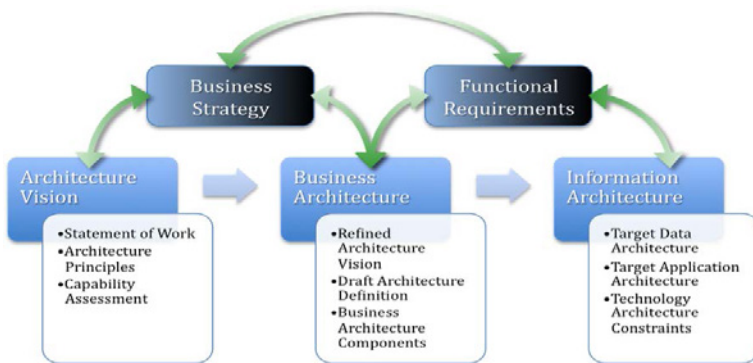 Business
Strategy
Functional
Requirements
Architecture
Vision
•Statement of Work
•Architecture
Principles
•Capability
Assessment
Business
Architecture
•Refined
Architecture
Vision
•Draft Architecture
Definition
•Business
Architecture
Components
Information
Architecture
•Target Data
Architecture
•Target Application
Architecture
•Technology
Architecture
Constraints